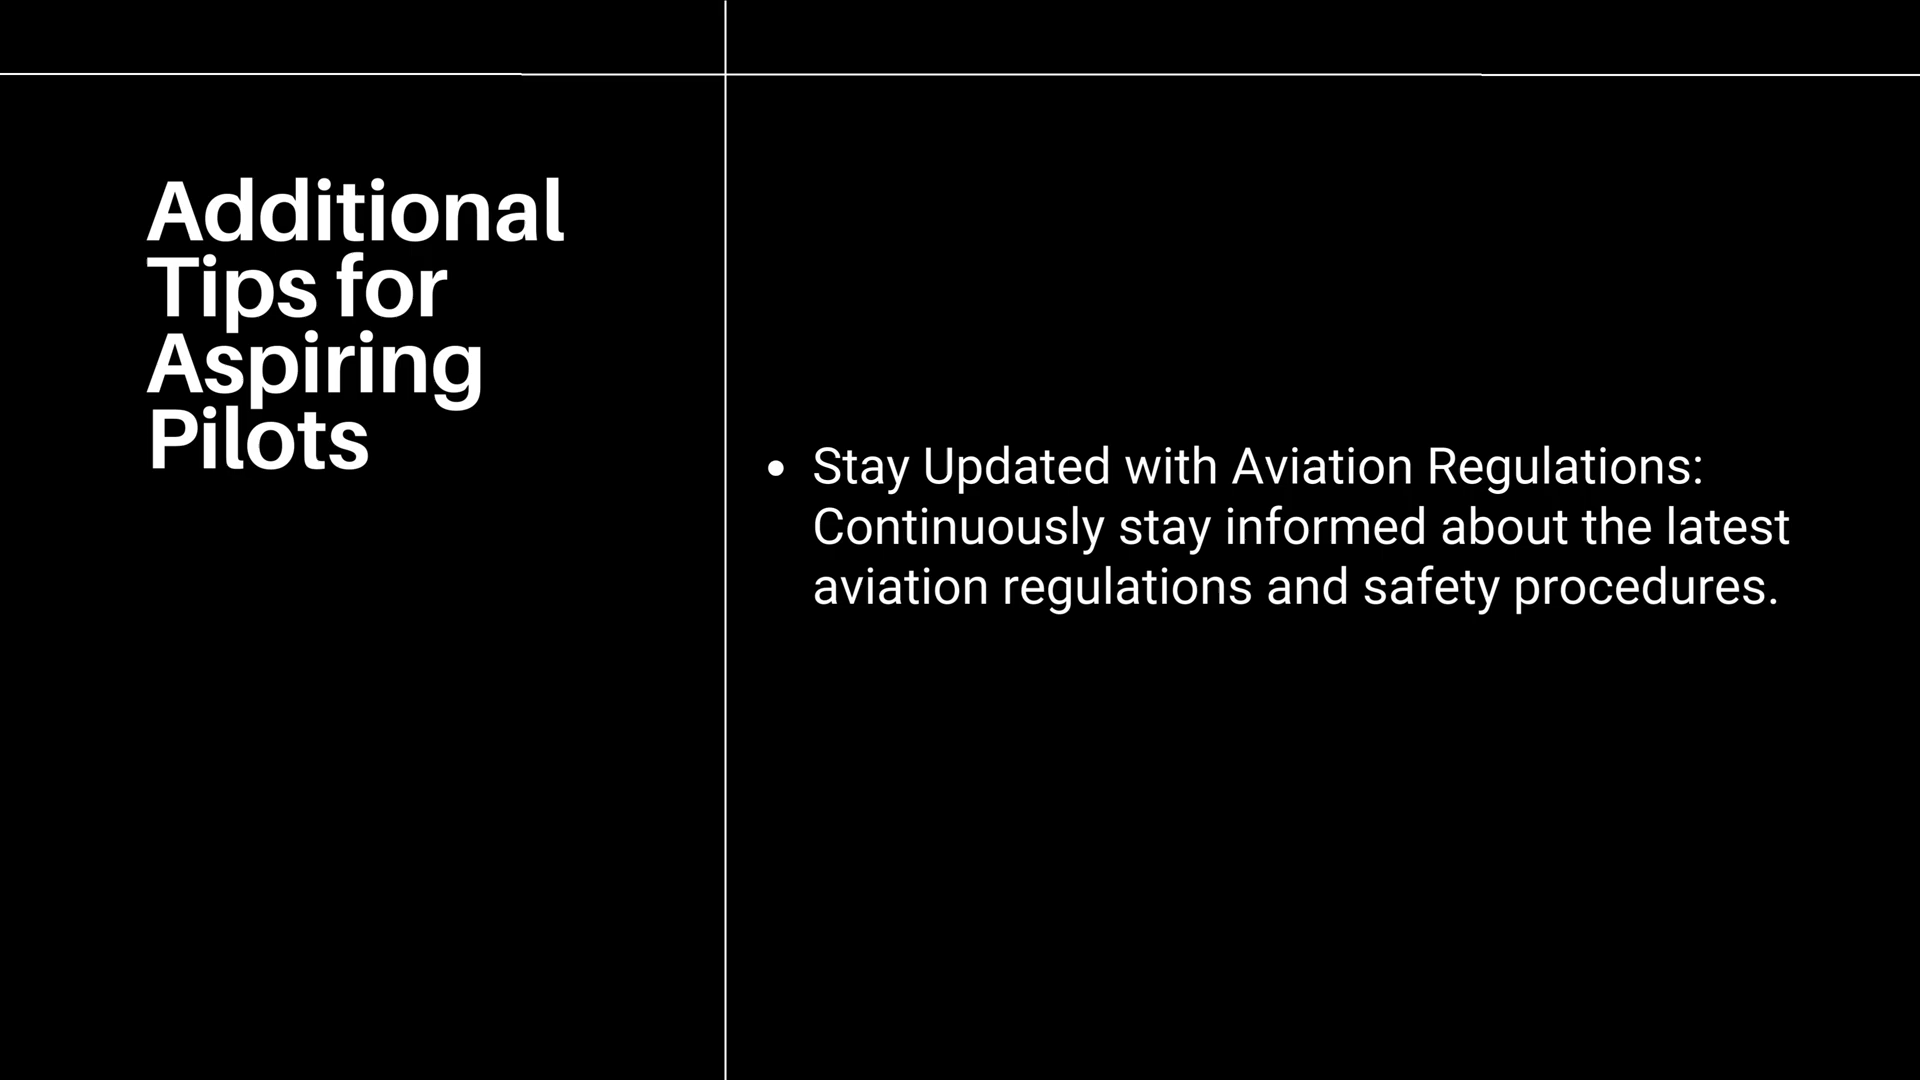 Additional
Tips for
Aspiring
Pilots
• Stay Updated with Aviation Regulations:
Continuously stay informed about the latest
aviation regulations and safety procedures.